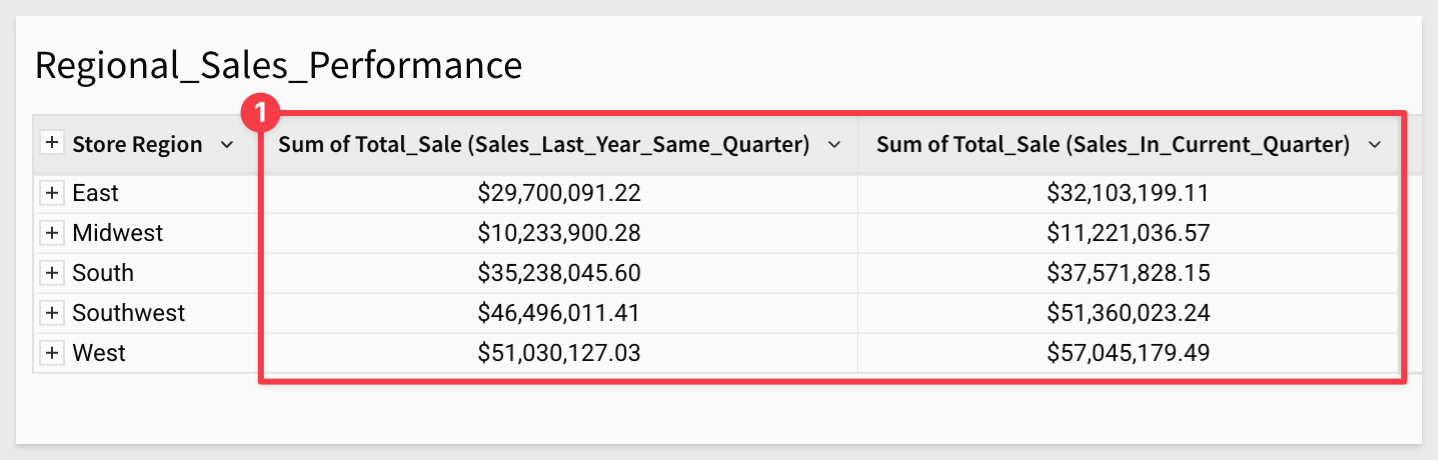 Regional_Sales_Performance
1
+ Store Region Sum of Total_Sale (Sales_Last_Year_Same_Quarter) Sum of Total_Sale (Sales_In_Current_Quarter)
+ East $29,700,091.22 $32,103,199.11
+ Midwest $10,233,900.28 $11,221,036.57
+ South $35,238,045.60 $37,571,828.15
+ Southwest $46,496,011.41 $51,360,023.24
+ West $51,030,127.03 $57,045,179.49